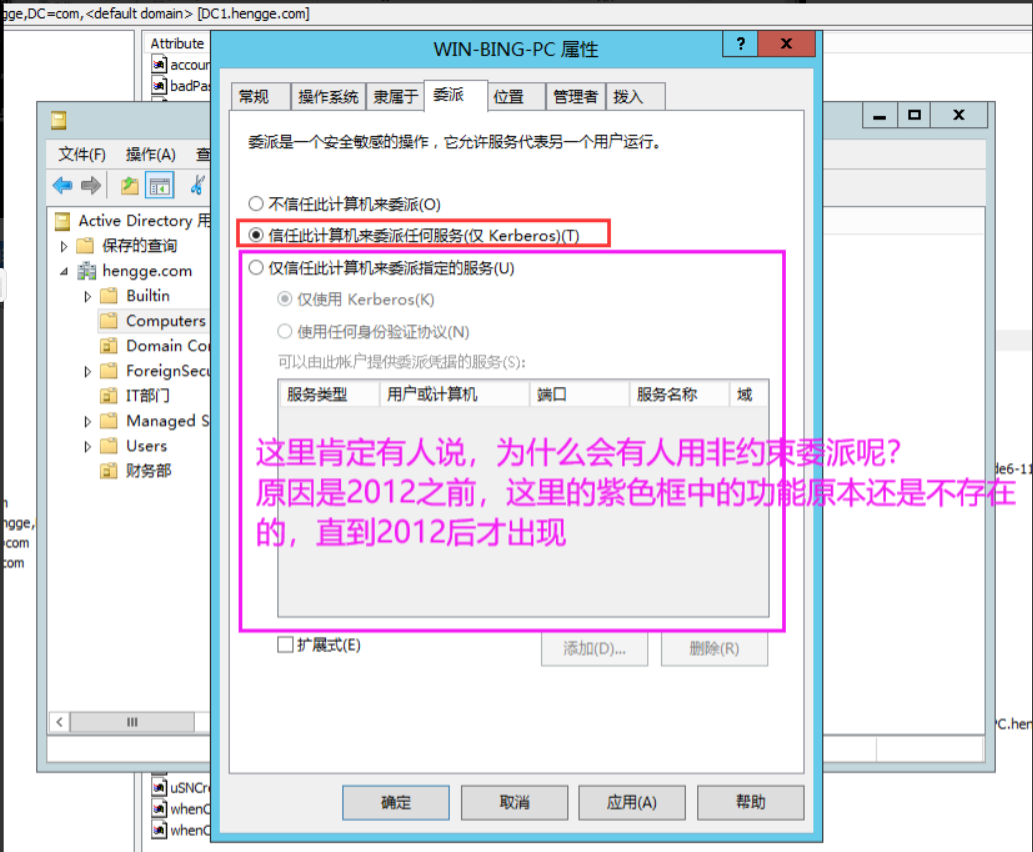 gge,DC=com,<default domain> [DC1.hengge.com]
Attribute
accour
badPas
WIN-BING-PC 属性
?
常规 操作系统 隶属于 委派 位置 管理者 拨入
委派是一个安全敏感的操作，它允许服务代表另一个用户运行。
不信任此计算机来委派(O)
信任此计算机来委派任何服务(仅 Kerberos)(T)
仅信任此计算机来委派指定的服务(U)
仅使用 Kerberos(K)
使用任何身份验证协议(N)
可以由此帐户提供委派凭据的服务(S):
服务类型 用户或计算机 端口 服务名称 域
这里肯定有人说，为什么会有人用非约束委派呢？
原因是2012之前，这里的紫色框中的功能原本还是不存在
的，直到2012后才出现
扩展式(E)
添加(D)... 删除(R)
确定 取消 应用(A) 帮助
文件(F) 操作(A) 查
Active Directory 用
保存的查询
hengge.com
Builtin
Computers
Domain Cor
ForeignSecu
IT部门
Managed S
Users
财务部
de6-11
ngge,
com
com
PC.hen
uSNCre
whenC
whenC